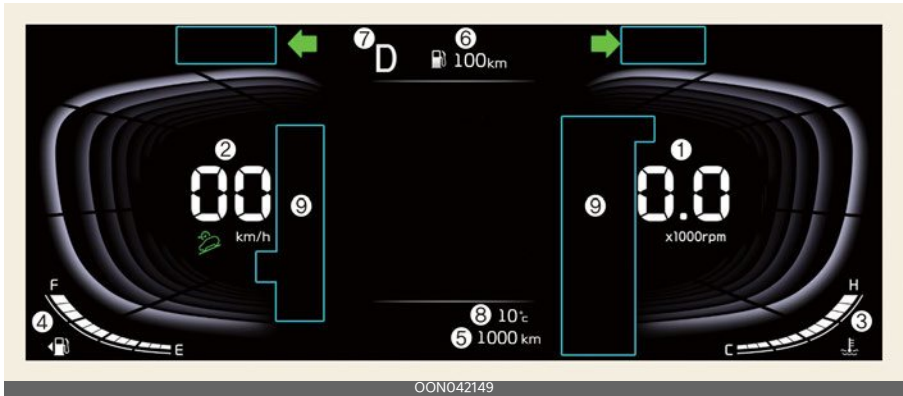 ⑦ D
⑥
100km
② 
00
km/h
⑨
⑨
①
0.0
x1000rpm
F
④
E
⑧ 10℃
⑤ 1000 km
H
③
C
OON042149